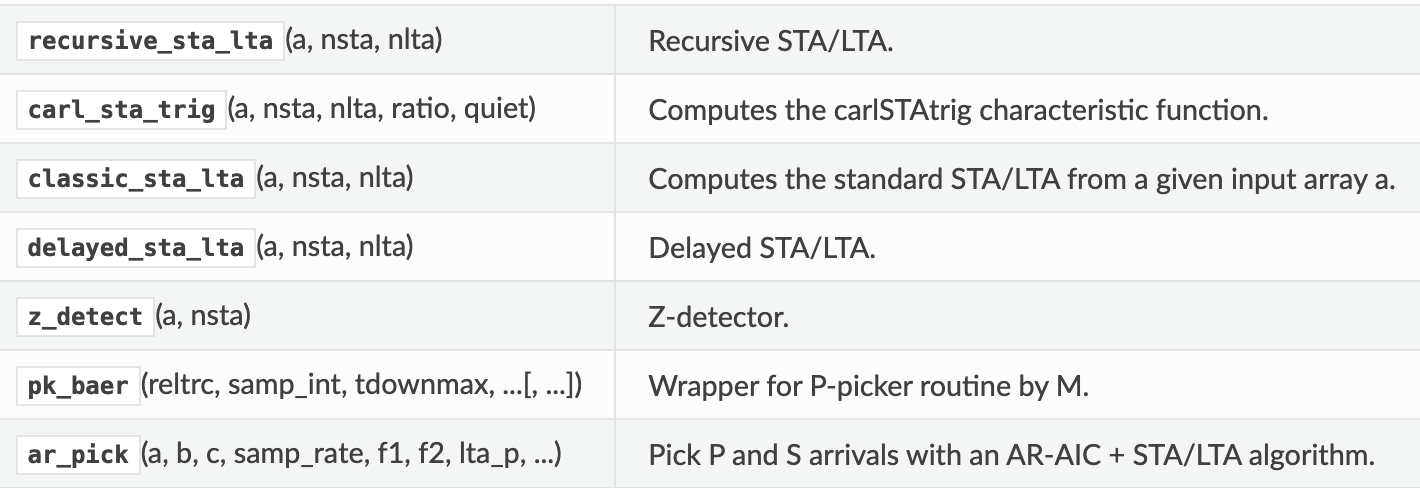 recursive_sta_lta(a, nsta, nlta) Recursive STA/LTA.
carl_sta_trig(a, nsta, nlta, ratio, quiet) Computes the carlSTAtrig characteristic function.
classic_sta_lta(a, nsta, nlta) Computes the standard STA/LTA from a given input array a.
delayed_sta_lta(a, nsta, nlta) Delayed STA/LTA.
z_detect(a, nsta) Z-detector.
pk_baer(reltrc, samp_int, tdownmax, ...[, ...]) Wrapper for P-picker routine by M.
ar_pick(a, b, c, samp_rate, f1, f2, lta_p, ...) Pick P and S arrivals with an AR-AIC + STA/LTA algorithm.